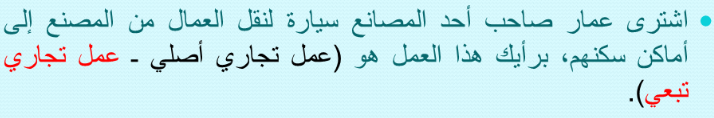 • اشترى عمار صاحب أحد المصانع سيارة لنقل العمال من المصنع إلى
أماكن سكنهم، برأيك هذا العمل هو (عمل تجاري أصلي - عمل تجاري
تبعي).